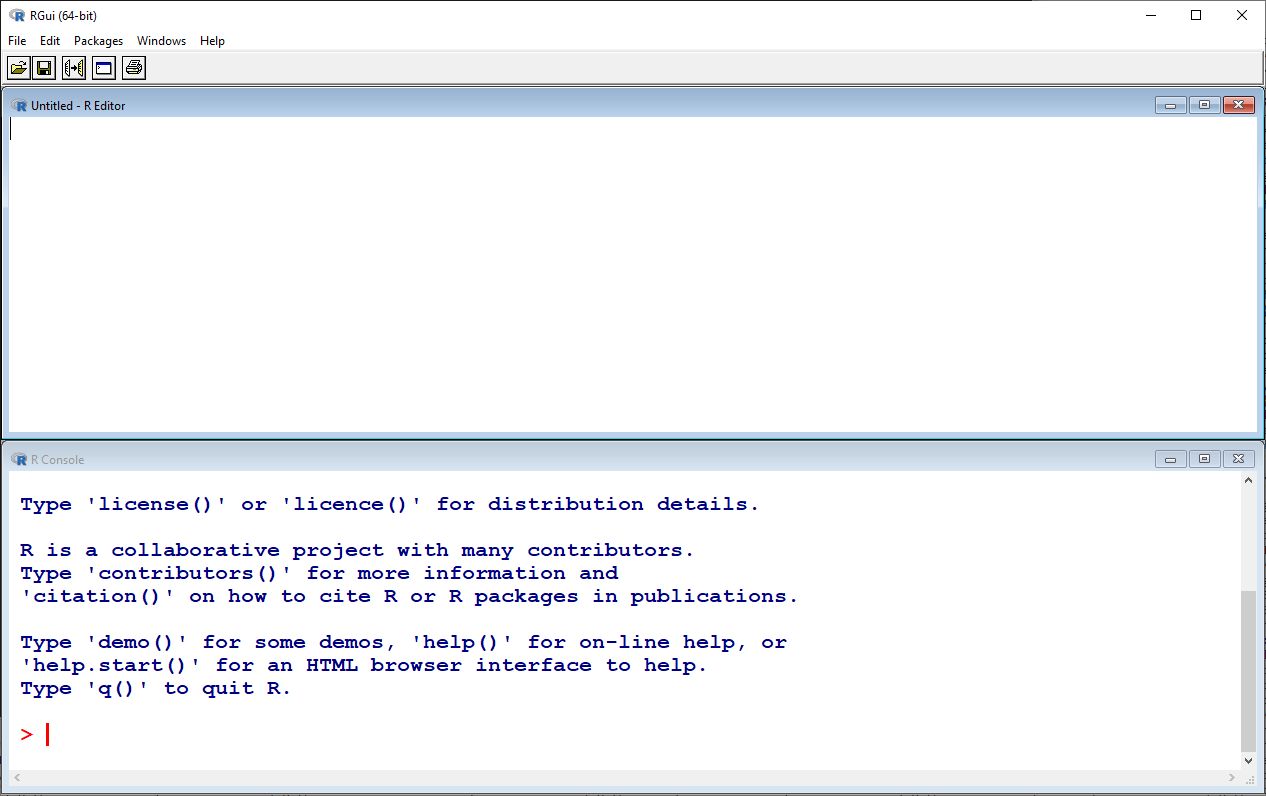 RGui (64-bit)
File Edit Packages Windows Help
Untitled - R Editor
R Console
Type 'license()' or 'licence()' for distribution details.
R is a collaborative project with many contributors.
Type 'contributors()' for more information and
'citation()' on how to cite R or R packages in publications.
Type 'demo()' for some demos, 'help()' for on-line help, or
'help.start()' for an HTML browser interface to help.
Type 'q()' to quit R.
>